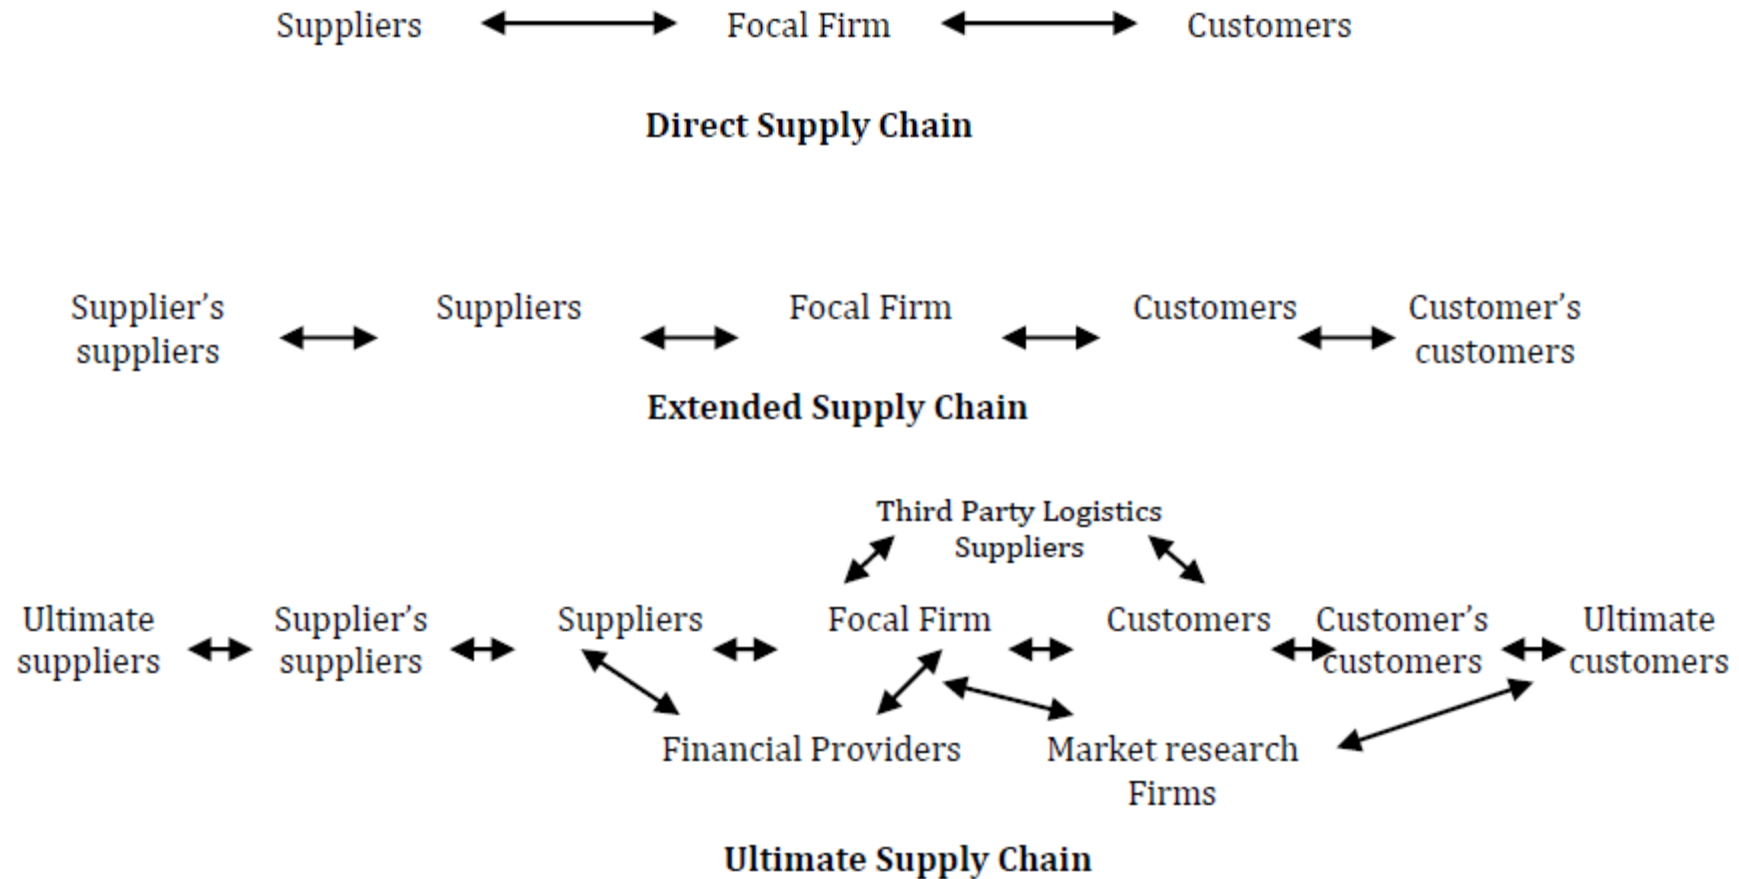 Suppliers Focal Firm Customers
Direct Supply Chain
Supplier’s Suppliers Focal Firm Customers Customer’s
suppliers customers
Extended Supply Chain
Third Party Logistics
Suppliers
Ultimate Supplier’s Suppliers Focal Firm Customers Customer’s Ultimate
suppliers suppliers customers customers
Financial Providers Market research
Firms
Ultimate Supply Chain